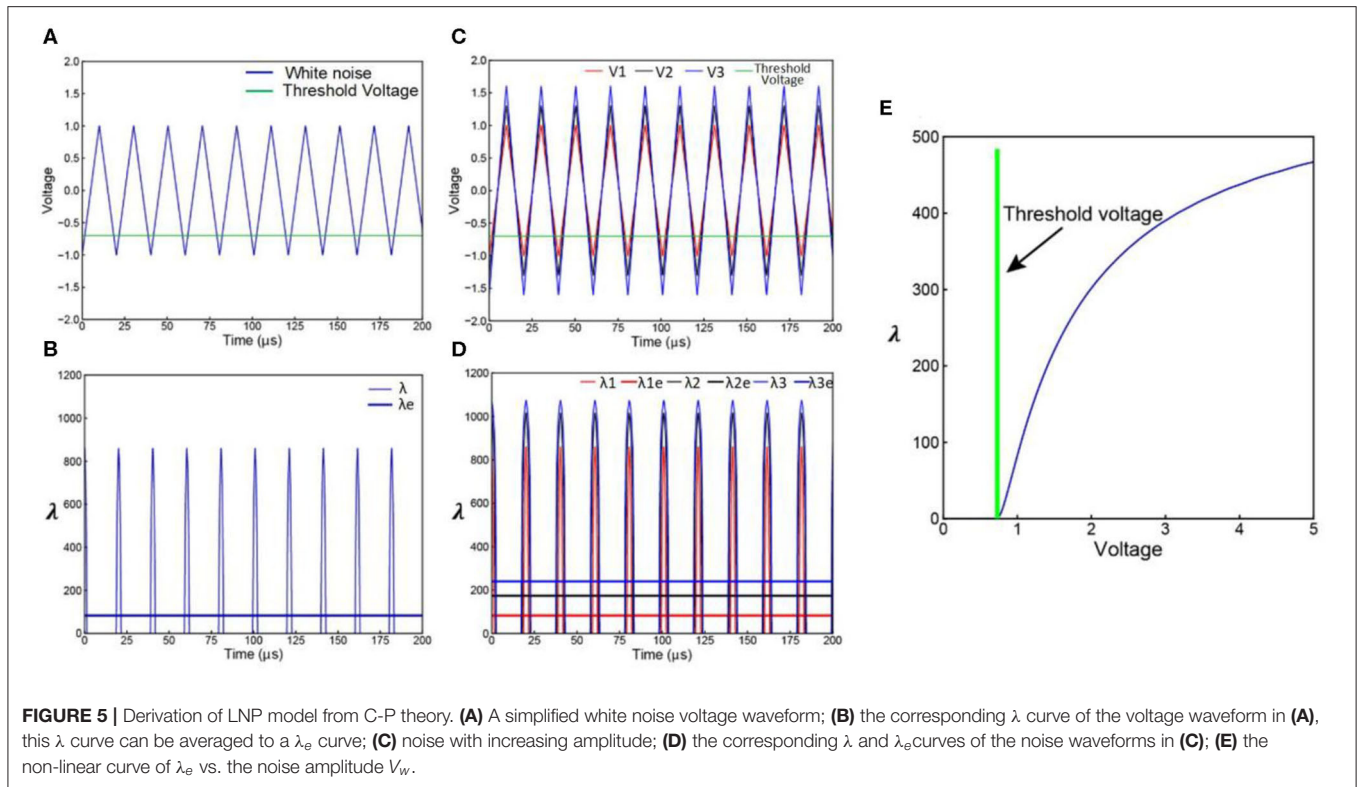 A
2.0
1.5
1.0
0.5
0.0
−0.5
−1.0
−1.5
−2.0
Voltage
White noise
Threshold Voltage
0 25 50 75 100 125 150 175 200
Time (μs)
B
1200
1000
800
600
400
200
0
λ
λ
λe
0 25 50 75 100 125 150 175 200
Time (μs)
C
2.0
1.5
1.0
0.5
0.0
−0.5
−1.0
−1.5
−2.0
Voltage
V1 V2 V3 Threshold
Voltage
0 25 50 75 100 125 150 175 200
Time (μs)
D
1200
1000
800
600
400
200
0
λ
λ1 λ1e λ2 λ2e λ3 λ3e
0 25 50 75 100 125 150 175 200
Time (μs)
E
500
400
300
200
100
0
λ
Threshold voltage
0 1 2 3 4 5
Voltage
FIGURE 5 | Derivation of LNP model from C-P theory. (A) A simplified white noise voltage waveform; (B) the corresponding λ curve of the voltage waveform in (A),
this λ curve can be averaged to a λe curve; (C) noise with increasing amplitude; (D) the corresponding λ and λecurves of the noise waveforms in (C); (E) the
non-linear curve of λe vs. the noise amplitude Vw.